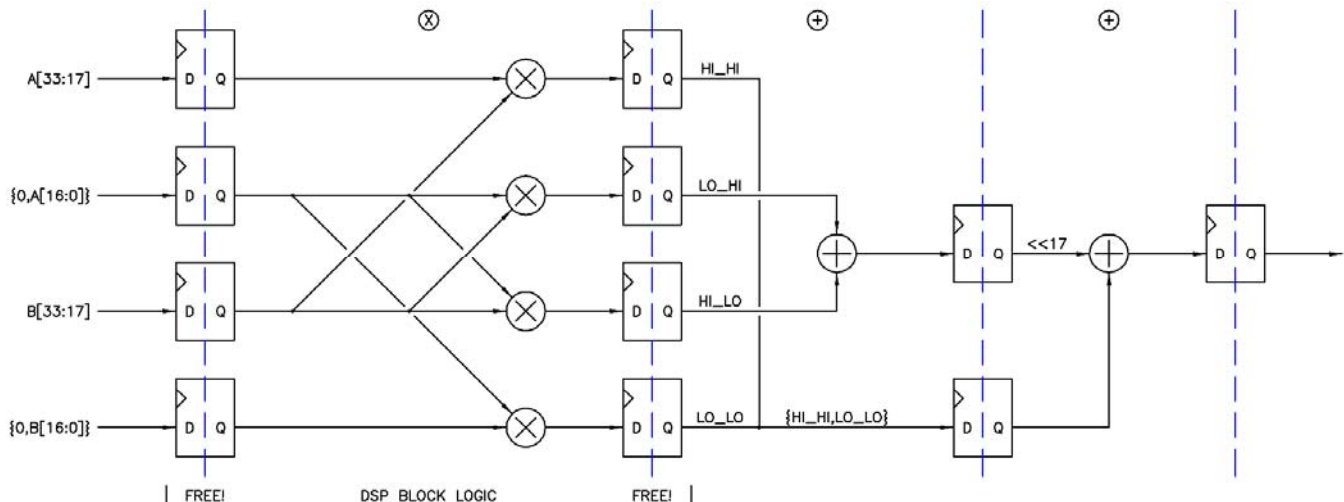 A[33:17]
D Q
D Q
HI_HI
{0,A[16:0]}
D Q
D Q
LO_HI
D Q
<<17
D Q
B[33:17]
D Q
D Q
HI_LO
{0,B[16:0]}
D Q
D Q
LO_LO
{HI_HI,LO_LO}
D Q
FREE!
DSP BLOCK LOGIC
FREE!